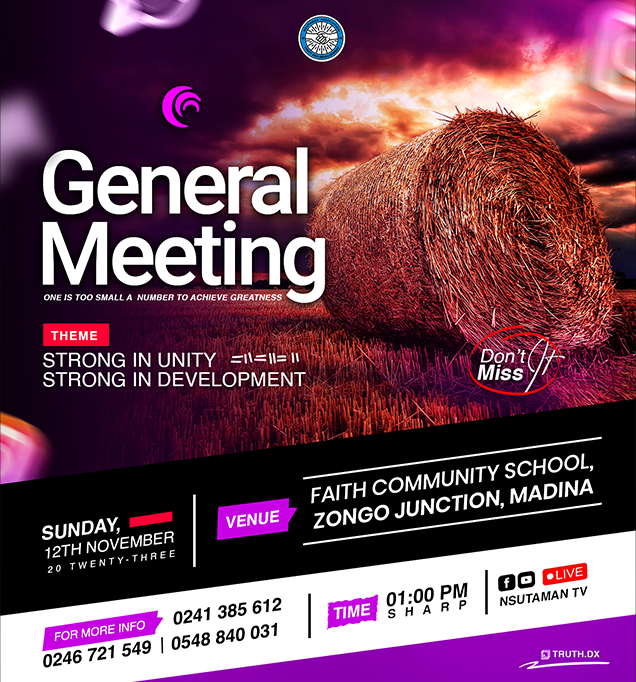 General
Meeting
ONE IS TOO SMALL A NUMBER TO ACHIEVE GREATNESS
THEME
STRONG IN UNITY
STRONG IN DEVELOPMENT
Don't
Miss It
SUNDAY,
12TH NOVEMBER
20 TWENTY-THREE
VENUE
FAITH COMMUNITY SCHOOL,
ZONGO JUNCTION, MADINA
FOR MORE INFO
0241 385 612
0246 721 549 | 0548 840 031
TIME
01:00 PM
SHARP
LIVE
NSUTAMAN TV
TRUTH.DX